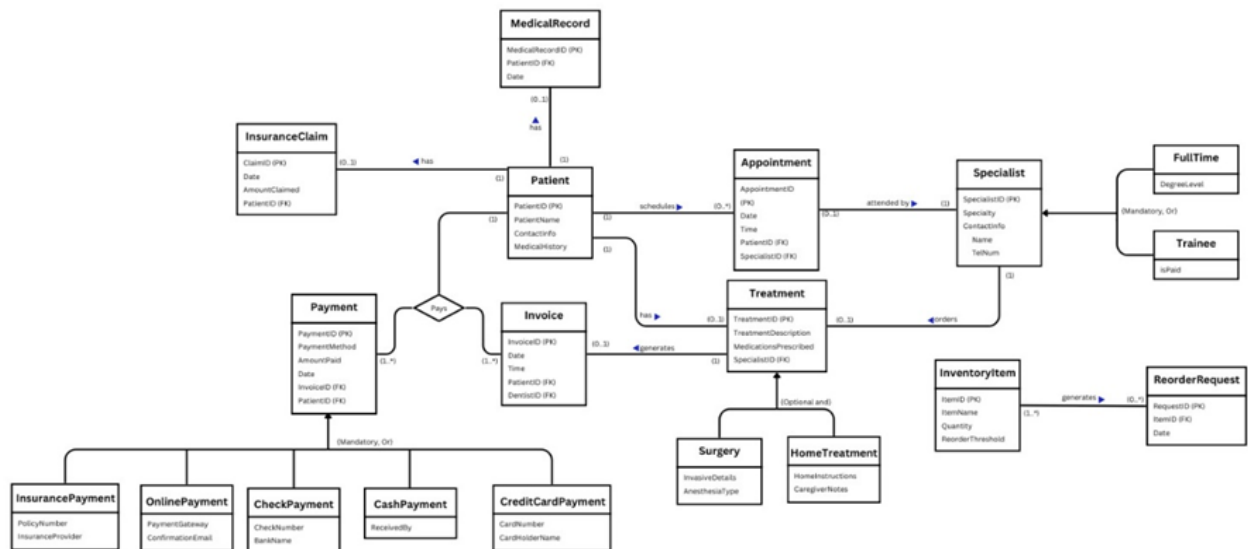 MedicalRecord
MedicalRecordID (PK)
PatientID (FK)
Date
(0..1)
has
(1)
InsuranceClaim
ClaimID (PK)
Date
AmountClaimed
PatientID (FK)
(0..1)
has
(1)
Patient
PatientID (PK)
PatientName
ContactInfo
MedicalHistory
(1)
(1)
schedules
(0..*)
(1)
Appointment
AppointmentID
(PK)
Date
Time
PatientID (FK)
SpecialistID (FK)
(0..1)
attended by
(1)
Specialist
SpecialistID (PK)
Specialty
ContactInfo
Name
TelNum
(1)
FullTime
DegreeLevel
(Mandatory, Or)
Trainee
isPaid
Payment
PaymentID (PK)
PaymentMethod
AmountPaid
Date
InvoiceID (FK)
PatientID (FK)
(1..*)
Pays
(1..*)
Invoice
InvoiceID (PK)
Date
Time
PatientID (FK)
DentistID (FK)
(0..1)
generates
(1)
has
(0..1)
Treatment
TreatmentID (PK)
TreatmentDescription
MedicationsPrescribed
SpecialistID (FK)
(0..1)
orders
(Optional and)
Surgery
InvasiveDetails
AnesthesiaType
HomeTreatment
HomeInstructions
CaregiverNotes
InventoryItem
ItemID (PK)
ItemName
Quantity
ReorderThreshold
generates
(1..*)
(0..*)
ReorderRequest
RequestID (PK)
ItemID (FK)
Date
(Mandatory, Or)
InsurancePayment
PolicyNumber
InsuranceProvider
OnlinePayment
PaymentGateway
ConfirmationEmail
CheckPayment
CheckNumber
BankName
CashPayment
ReceivedBy
CreditCardPayment
CardNumber
CardHolderName